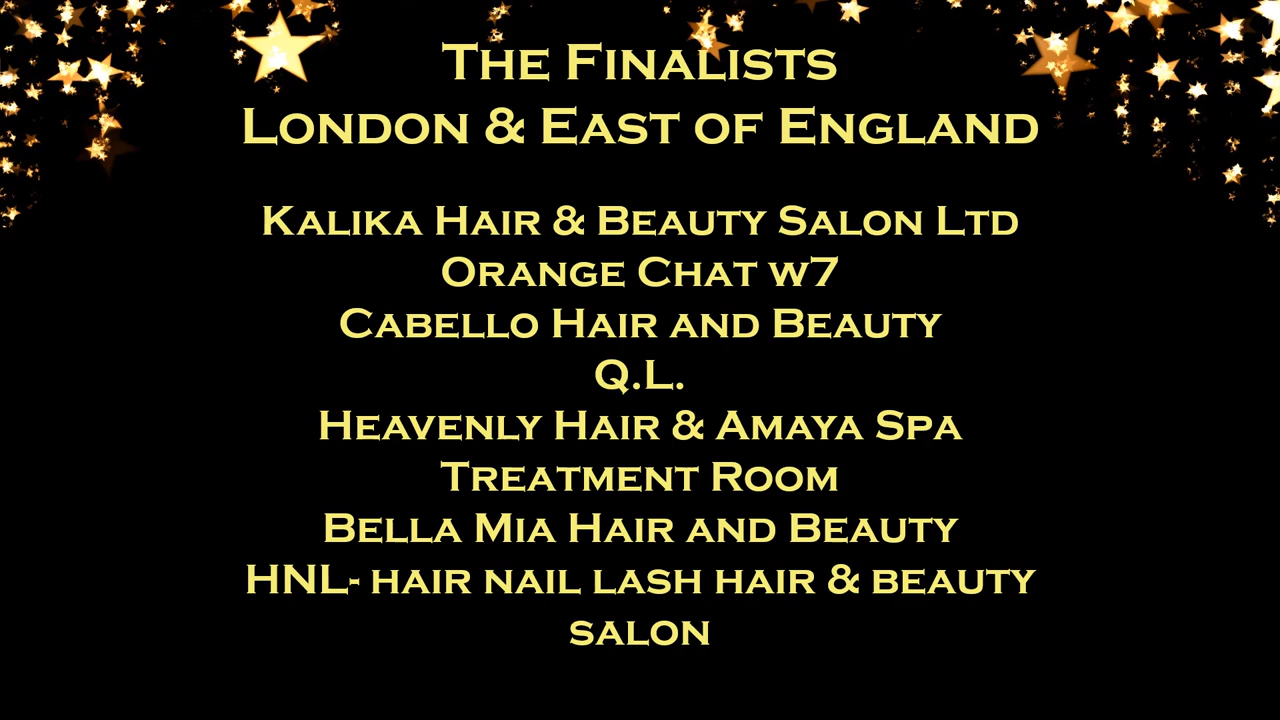 The Finalists
London & East of England
Kalika Hair & Beauty Salon Ltd
Orange Chat w7
Cabello Hair and Beauty
Q.L.
Heavenly Hair & Amaya Spa
Treatment Room
Bella Mia Hair and Beauty
HNL- hair nail lash hair & beauty
salon